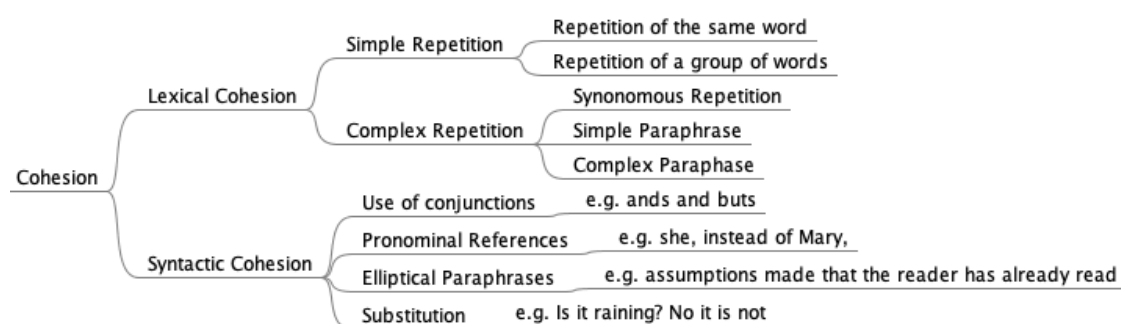 Cohesion
Lexical Cohesion
Simple Repetition
Repetition of the same word
Repetition of a group of words
Complex Repetition
Synonomous Repetition
Simple Paraphrase
Complex Paraphase
Syntactic Cohesion
Use of conjunctions
e.g. ands and buts
Pronominal References
e.g. she, instead of Mary,
Elliptical Paraphrases
e.g. assumptions made that the reader has already read
Substitution
e.g. Is it raining? No it is not